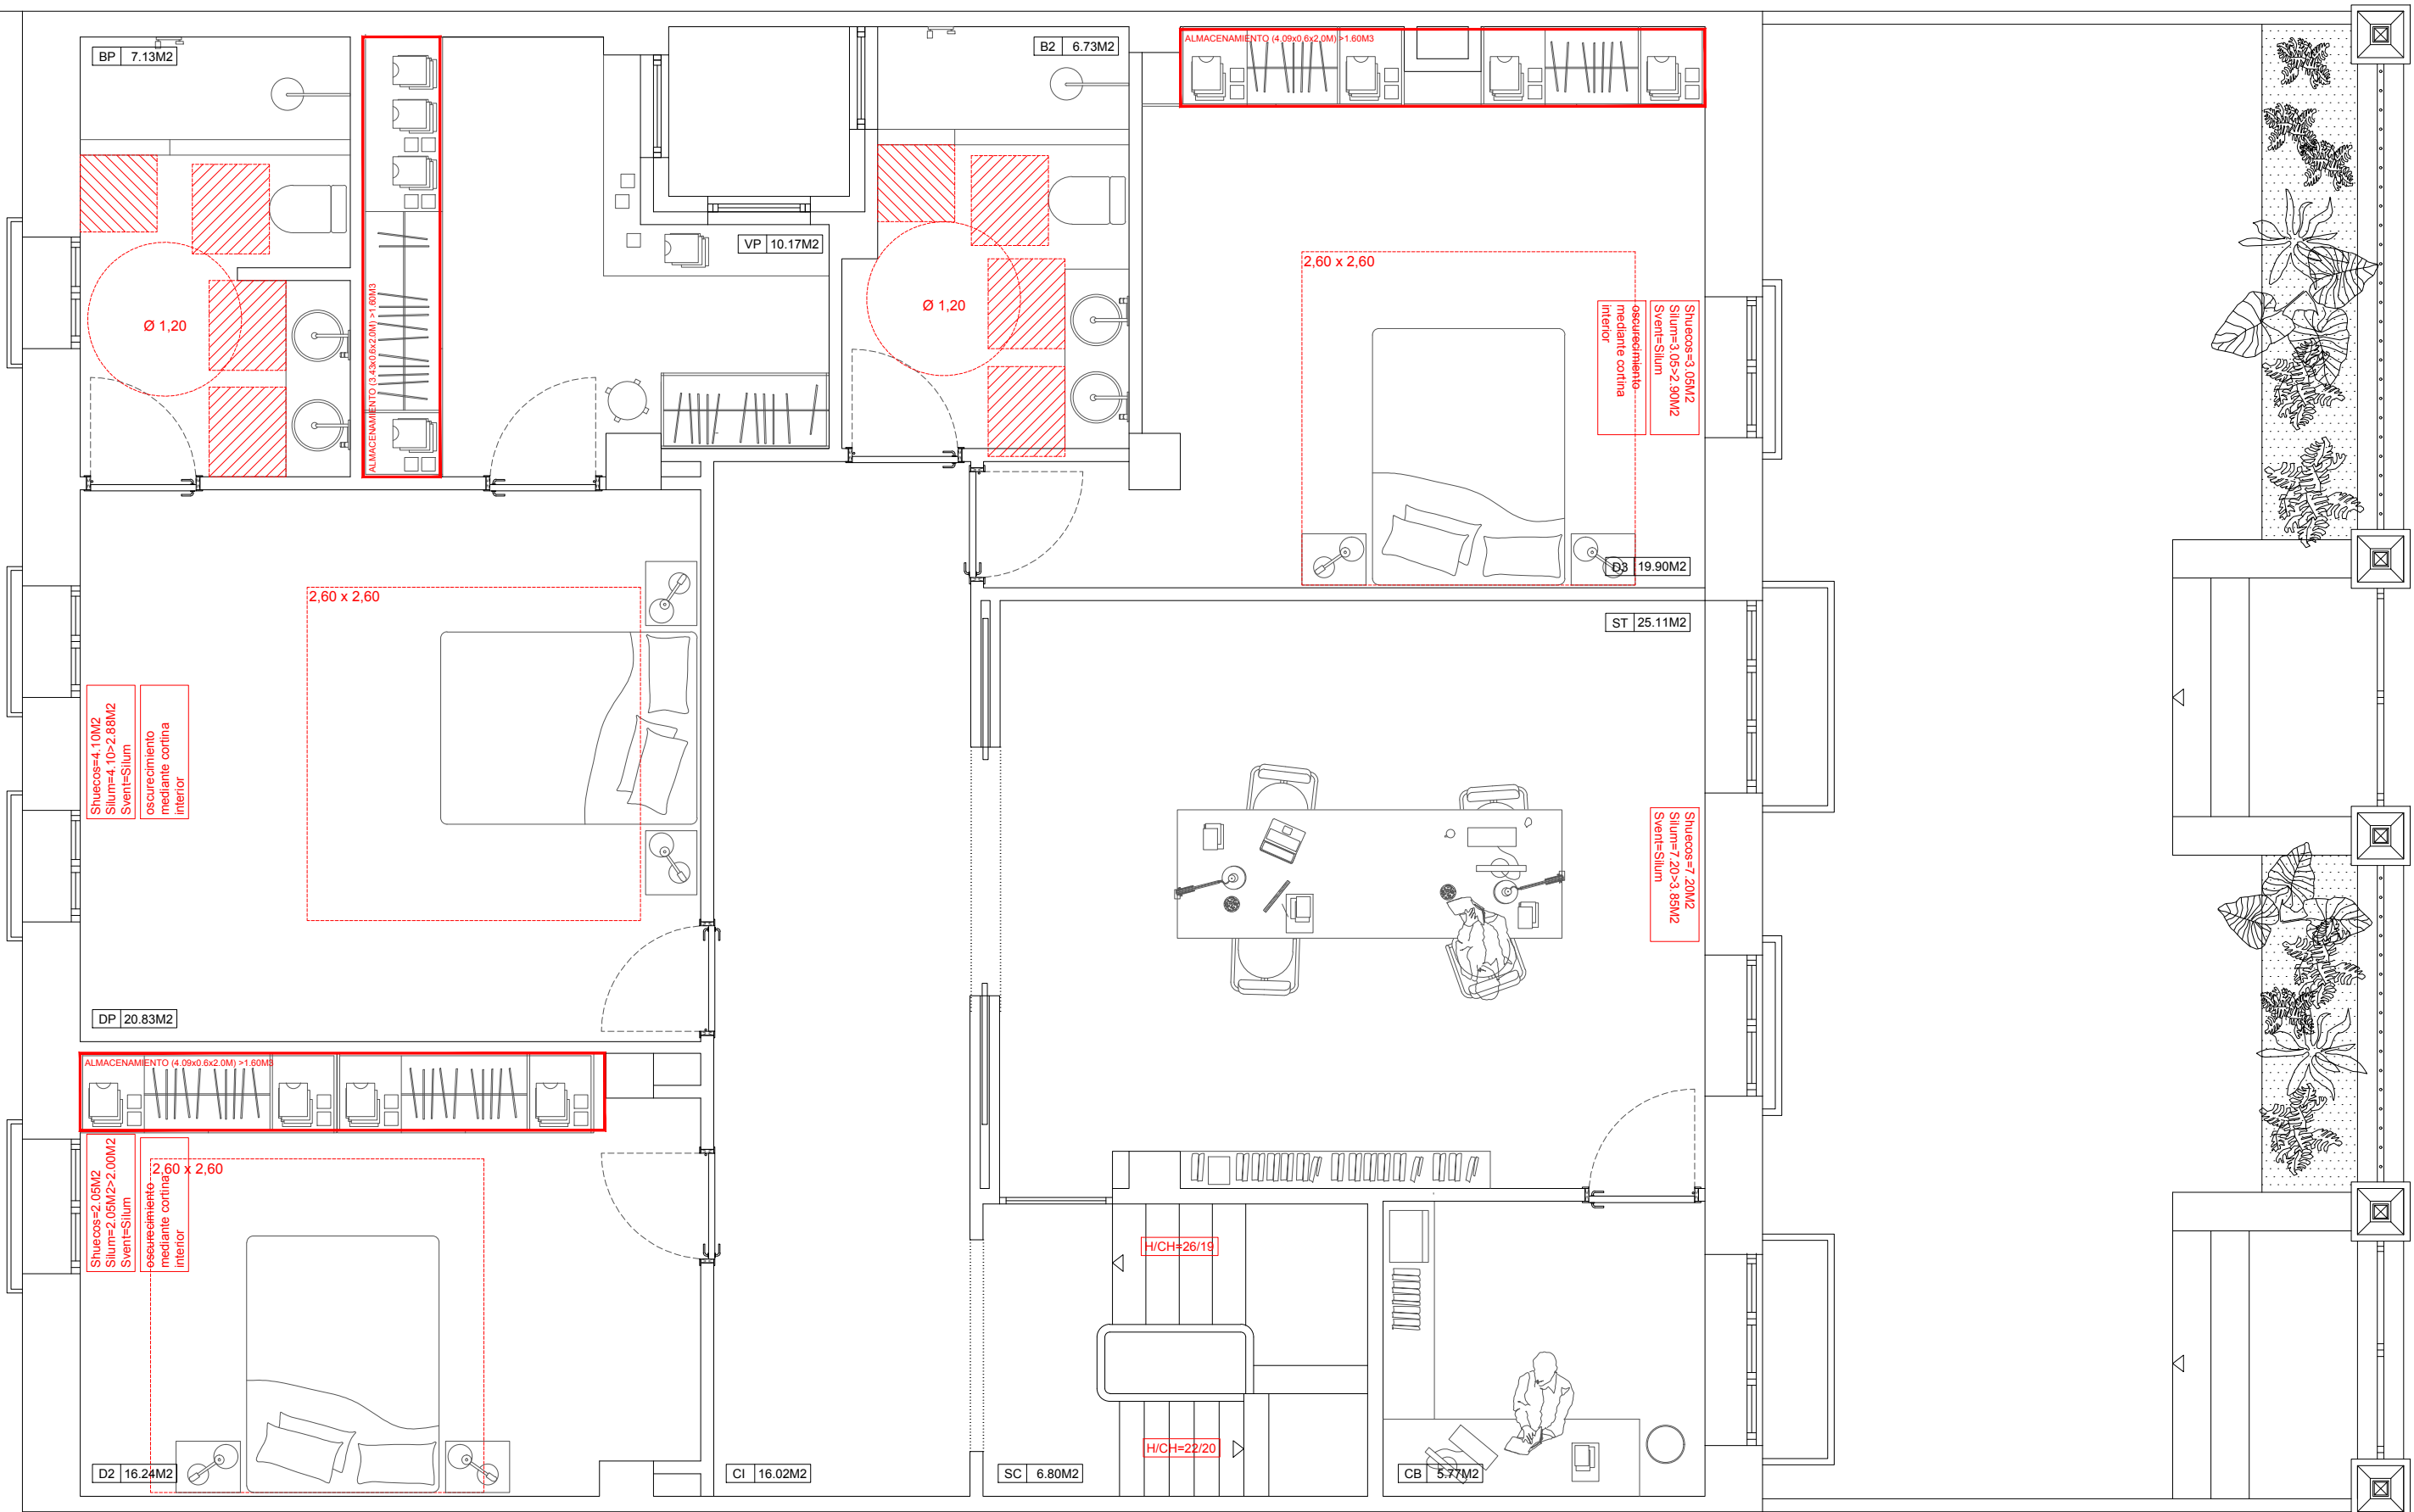 BP 7.13M2
B2 6.73M2
ALMACENAMIENTO (4.09x0,6x2,0M) >1.60M3
VP 10.17M2
Ø 1,20
ALMACENAMIENTO (3.43x0.6x2.0M) >1.60M3
Ø 1,20
2,60 x 2,60
Shuecos=3.05M2
Silum=3.05>2.90M2
Svent=Silum
oscurecimiento
mediante cortina
interior
D3 19.90M2
2,60 x 2,60
ST 25.11M2
Shuecos=4.10M2
Silum=4.10>2.88M2
Svent=Silum
oscurecimiento
mediante cortina
interior
Shuecos=7.20M2
Silum=7.20>3.85M2
Svent=Silum
DP 20.83M2
ALMACENAMIENTO (4.09x0.6x2.0M) >1.60M3
Shuecos=2.05M2
Silum=2.05M2>2.00M2
Svent=Silum
oscurecimiento
mediante cortina
interior
2,60 x 2,60
H/CH=26/19
H/CH=22/20
D2 16.24M2
CI 16.02M2
SC 6.80M2
CB 5.77M2